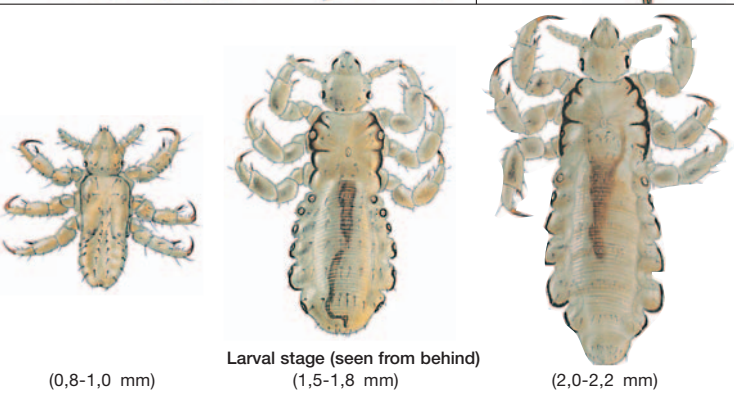 Larval stage (seen from behind)
(0,8-1,0 mm) (1,5-1,8 mm) (2,0-2,2 mm)